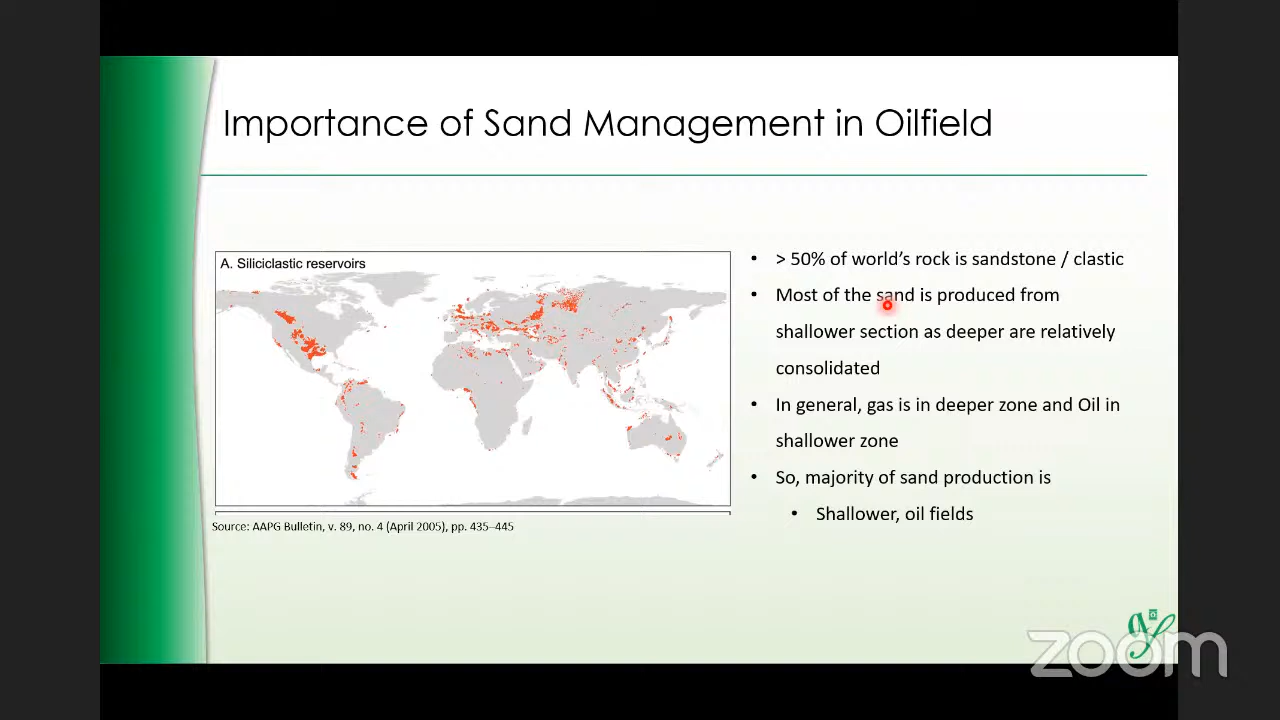 Importance of Sand Management in Oilfield
A. Siliciclastic reservoirs
Source: AAPG Bulletin, v. 89, no. 4 (April 2005), pp. 435–445
• > 50% of world's rock is sandstone / clastic
• Most of the sand is produced from
shallower section as deeper are relatively
consolidated
• In general, gas is in deeper zone and Oil in
shallower zone
• So, majority of sand production is
• Shallower, oil fields
zoom